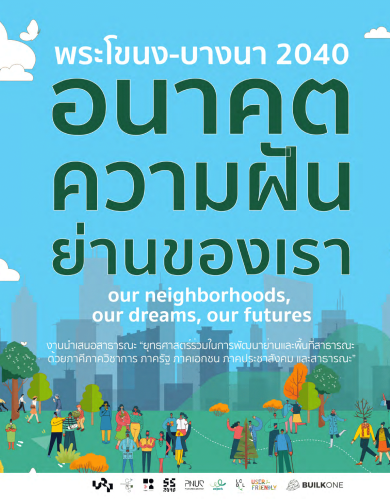 พระโขนง-บางนา 2040
อนาคต
ความฝัน
ย่านของเรา
our neighborhoods,
our dreams, our futures
งานนำเสนอสาธารณะ "ยุทธศาสตร์ร่วมในการพัฒนาย่านและพื้นที่สาธารณะ
ด้วยภาคีภาควิชาการ ภาครัฐ ภาคเอกชน ภาคประชาสังคม และสาธารณะ"
USER FRIENDLY BUILKONE